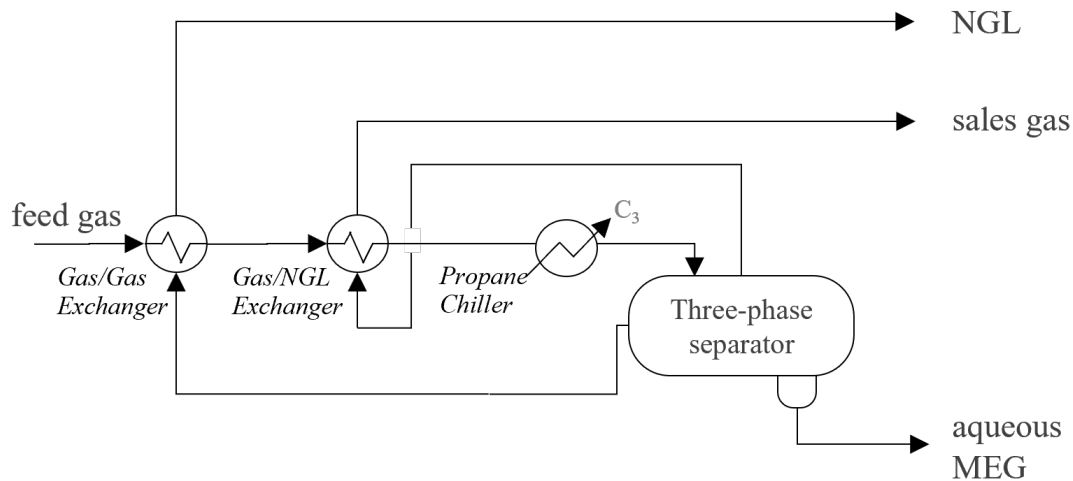 NGL
sales gas
feed gas
C₃
Gas/Gas
Exchanger
Gas/NGL
Exchanger
Propane
Chiller
Three-phase
separator
aqueous
MEG